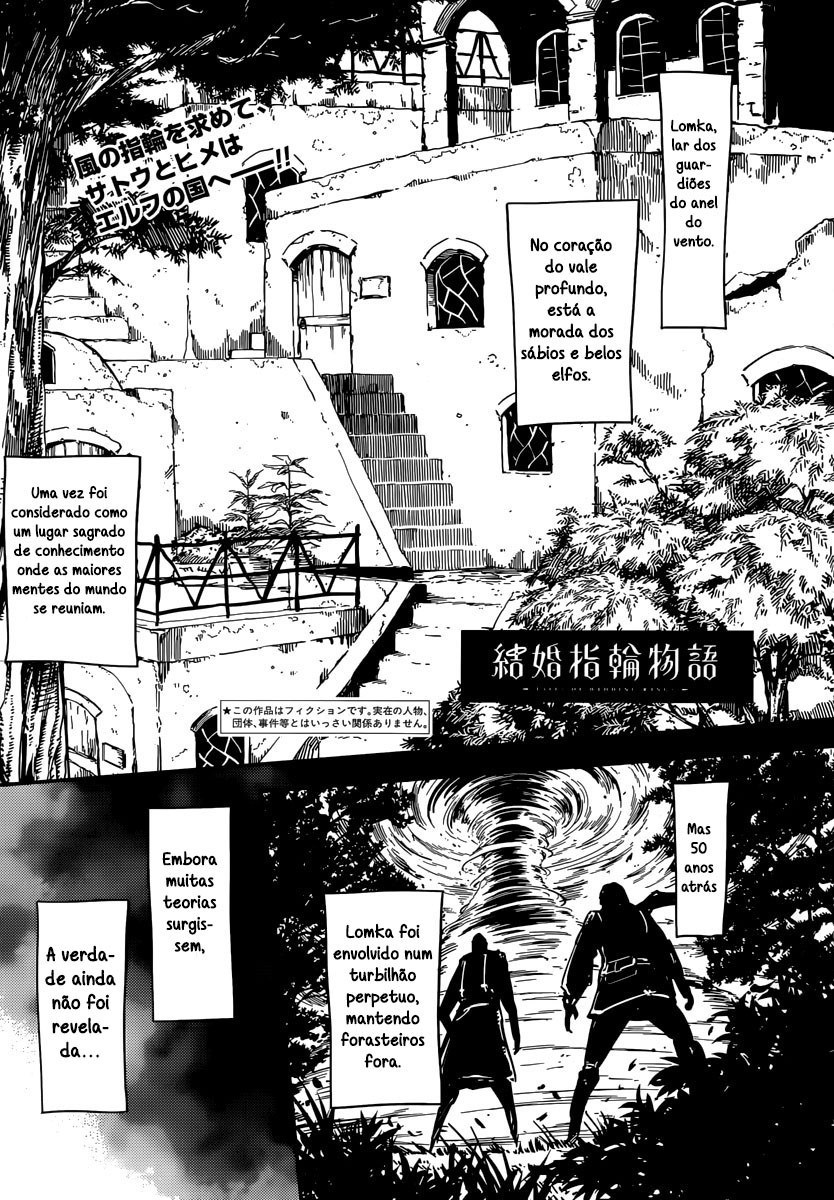 Lomka,
lar dos
guar-
diões
do anel
do
vento.
風の指輪を求めて、
サトウとヒメは
エルフの国へ――!!
No coração
do vale
profundo,
está a
morada dos
sábios e belos
elfos.
Uma vez foi
considerado como
um lugar sagrado
de conhecimento
onde as maiores
mentes do mundo
se reuniam.
結婚指輪物語
★この作品はフィクションです。実在の人物、
団体、事件等とはいっさい関係ありません。
Mas
50
anos
atrás
Lomka foi
envolvido num
turbilhão
perpetuo,
mantendo
forasteiros
fora.
Embora
muitas
teorias
surgis-
sem,
A verda-
de ainda
não foi
revela-
da...